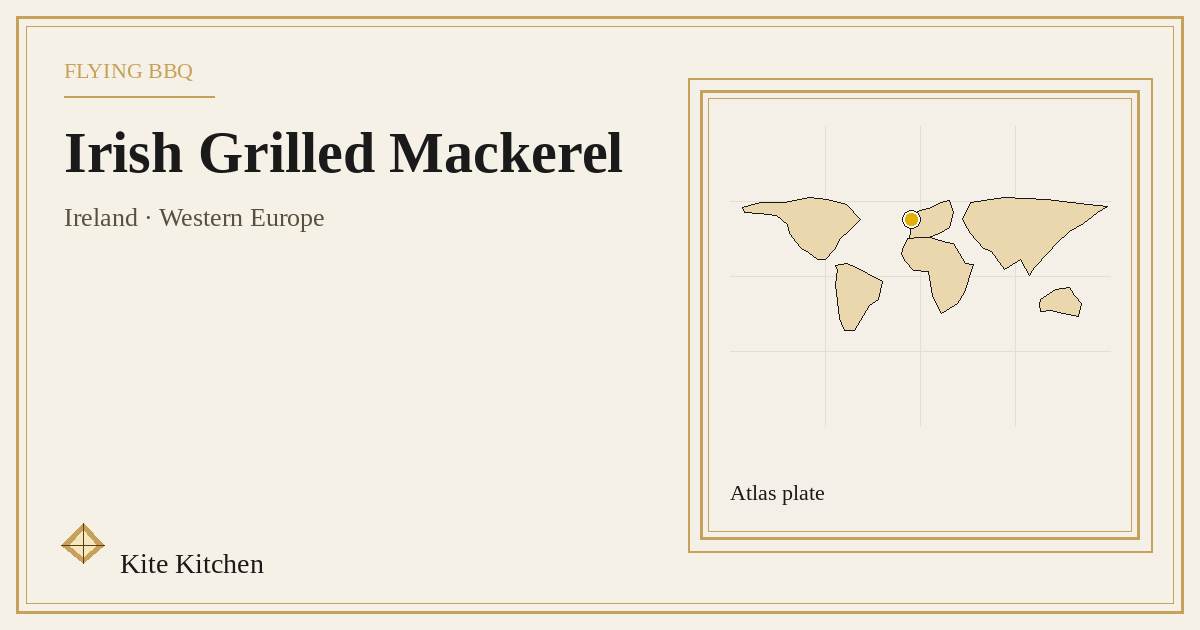 FLYING BBQ
Irish Grilled Mackerel
Ireland · Western Europe
Atlas plate
Kite Kitchen